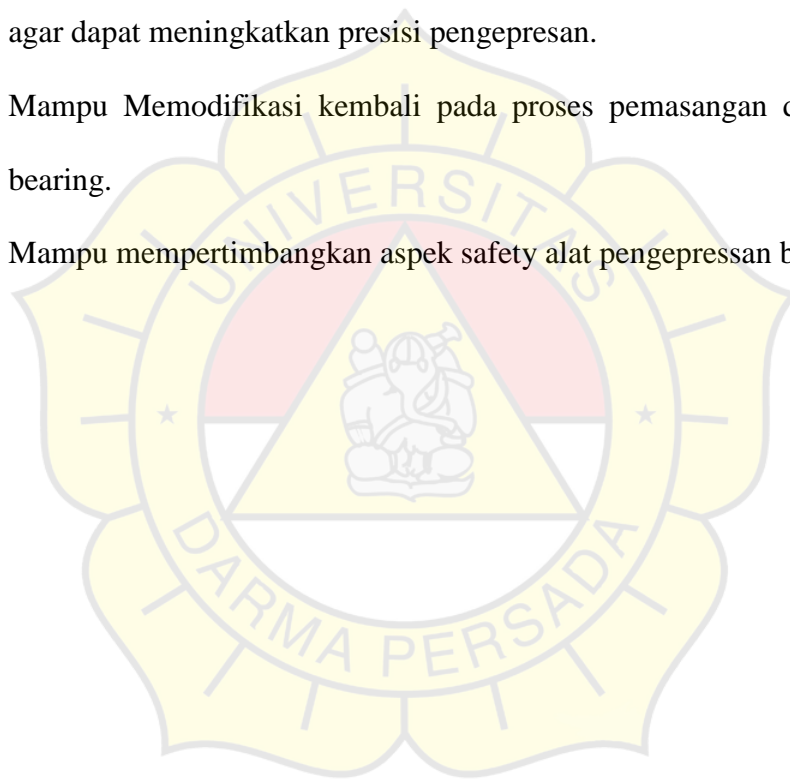 agar dapat meningkatkan presisi pengepresan.
Mampu Memodifikasi kembali pada proses pemasangan
bearing.
UNIVERSITAS
Mampu mempertimbangkan aspek safety alat pengepressan
DARMA PERSADA